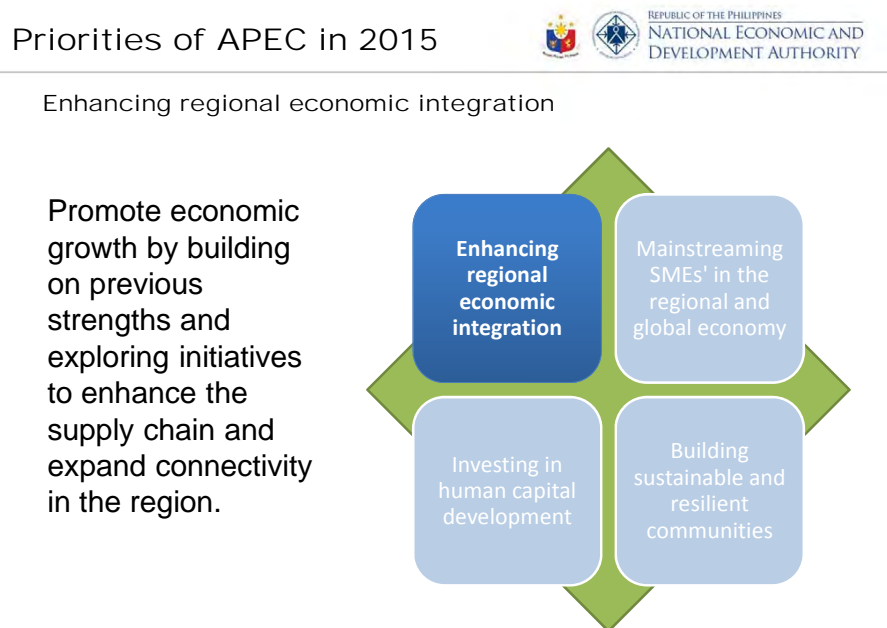 Priorities of APEC in 2015
REPUBLIC OF THE PHILIPPINES
NATIONAL ECONOMIC AND
DEVELOPMENT AUTHORITY
Enhancing regional economic integration
Promote economic
growth by building
on previous
strengths and
exploring initiatives
to enhance the
supply chain and
expand connectivity
in the region.
Enhancing
regional
economic
integration
Mainstreaming
SMEs' in the
regional and
global economy
Investing in
human capital
development
Building
sustainable and
resilient
communities